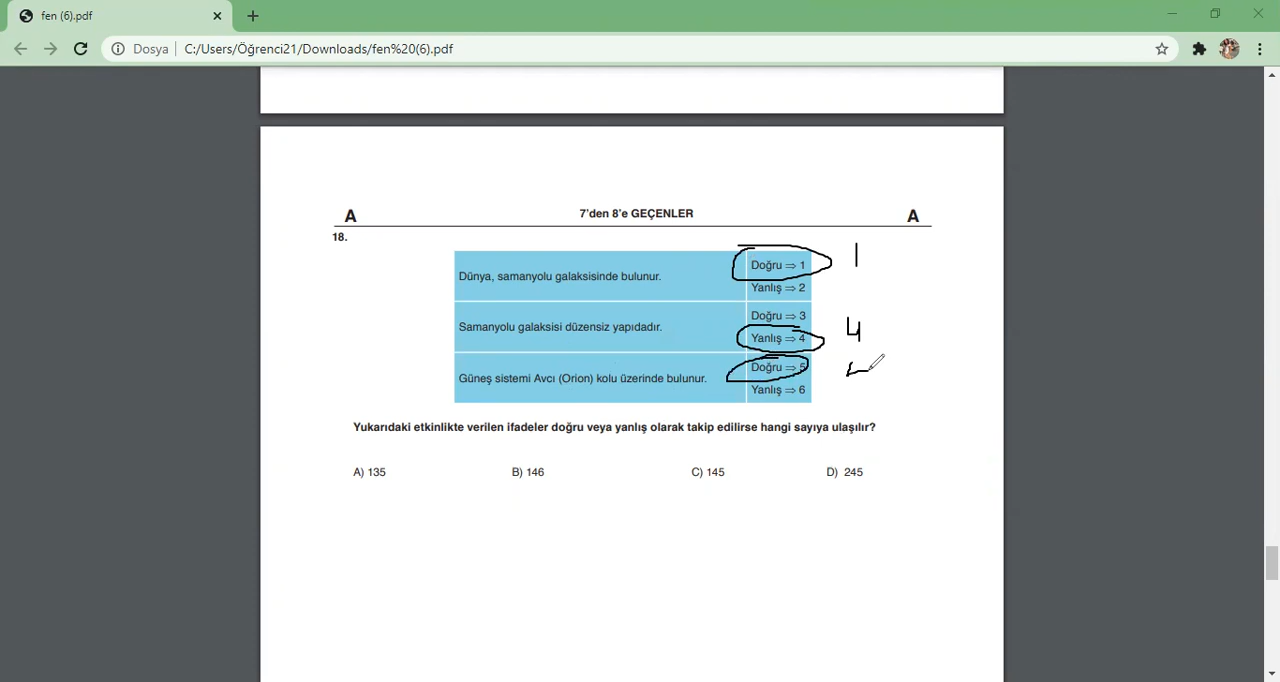 fen (6).pdf
Dosya | C:/Users/Öğrenci21/Downloads/fen%20(6).pdf
A 7'den 8'e GEÇENLER A
18.
Dünya, samanyolu galaksisinde bulunur.
Doğru ⇒ 1
Yanlış ⇒ 2
1
Samanyolu galaksisi düzensiz yapıdadır.
Doğru ⇒ 3
Yanlış ⇒ 4
4
Güneş sistemi Avcı (Orion) kolu üzerinde bulunur.
Doğru ⇒ 5
Yanlış ⇒ 6
Yukarıdaki etkinlikte verilen ifadeler doğru veya yanlış olarak takip edilirse hangi sayıya ulaşılır?
A) 135 B) 146 C) 145 D) 245